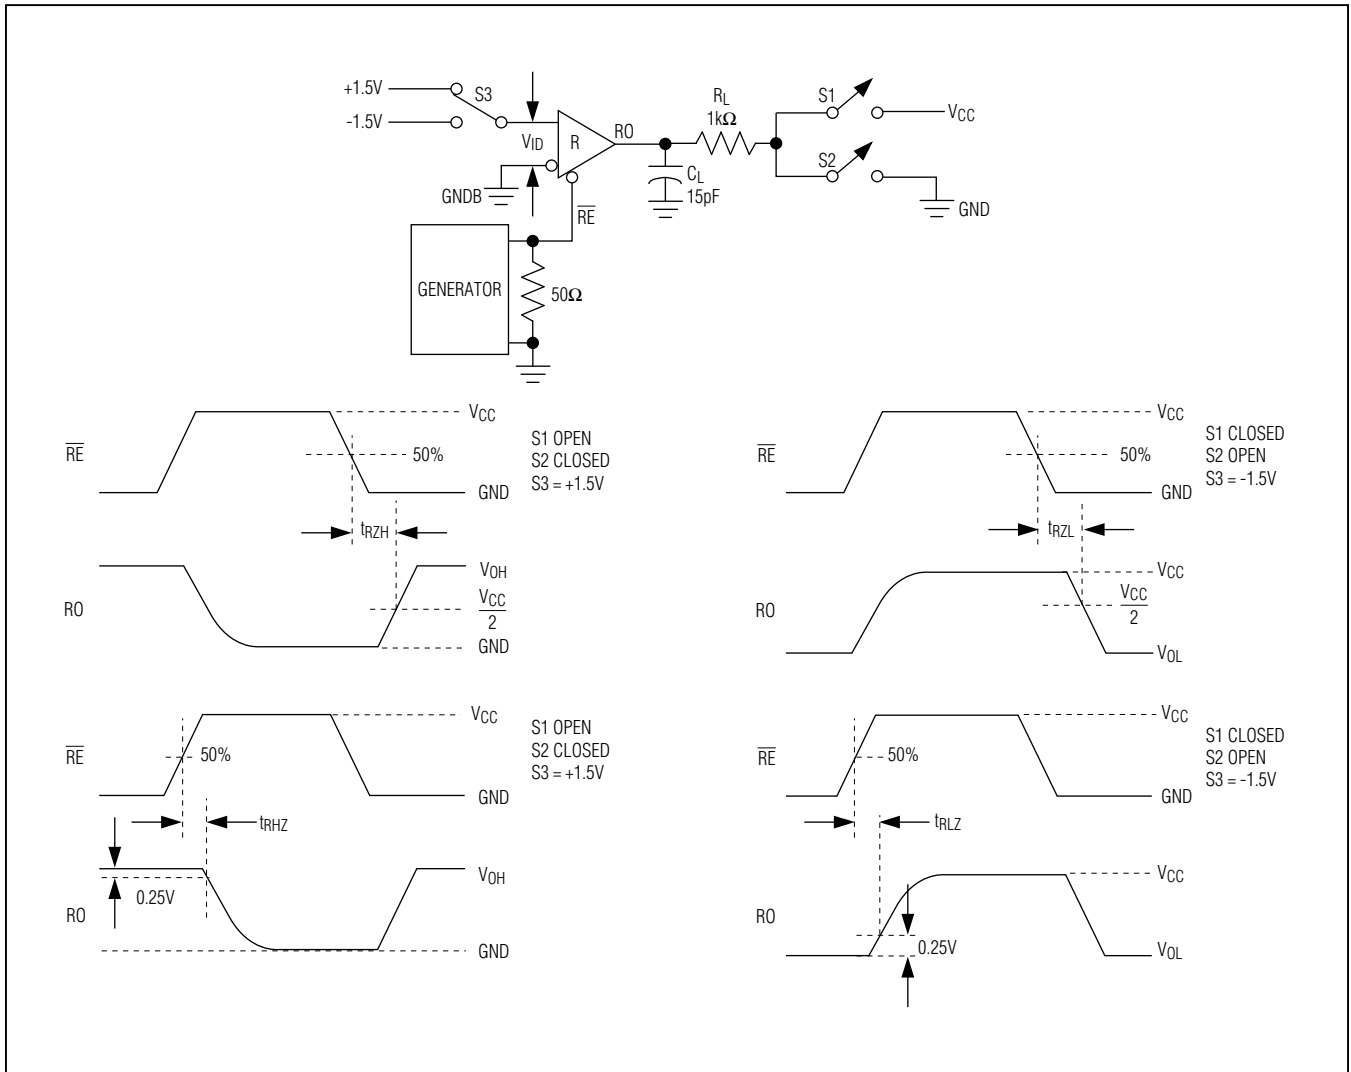 +1.5V
-1.5V
S3
VID
R
RO
GNDB
RE
RL
1kΩ
CL
15pF
S1
VCC
S2
GND
GENERATOR
50Ω
RE
VCC
50%
GND
S1 OPEN
S2 CLOSED
S3 = +1.5V
tRZH
RO
VOH
VCC
2
GND
RE
VCC
50%
GND
S1 CLOSED
S2 OPEN
S3 = -1.5V
tRZL
RO
VCC
VCC
2
VOL
RE
VCC
50%
GND
S1 OPEN
S2 CLOSED
S3 = +1.5V
tRHZ
RO
0.25V
VOH
GND
RE
VCC
50%
GND
S1 CLOSED
S2 OPEN
S3 = -1.5V
tRLZ
RO
VCC
0.25V
VOL